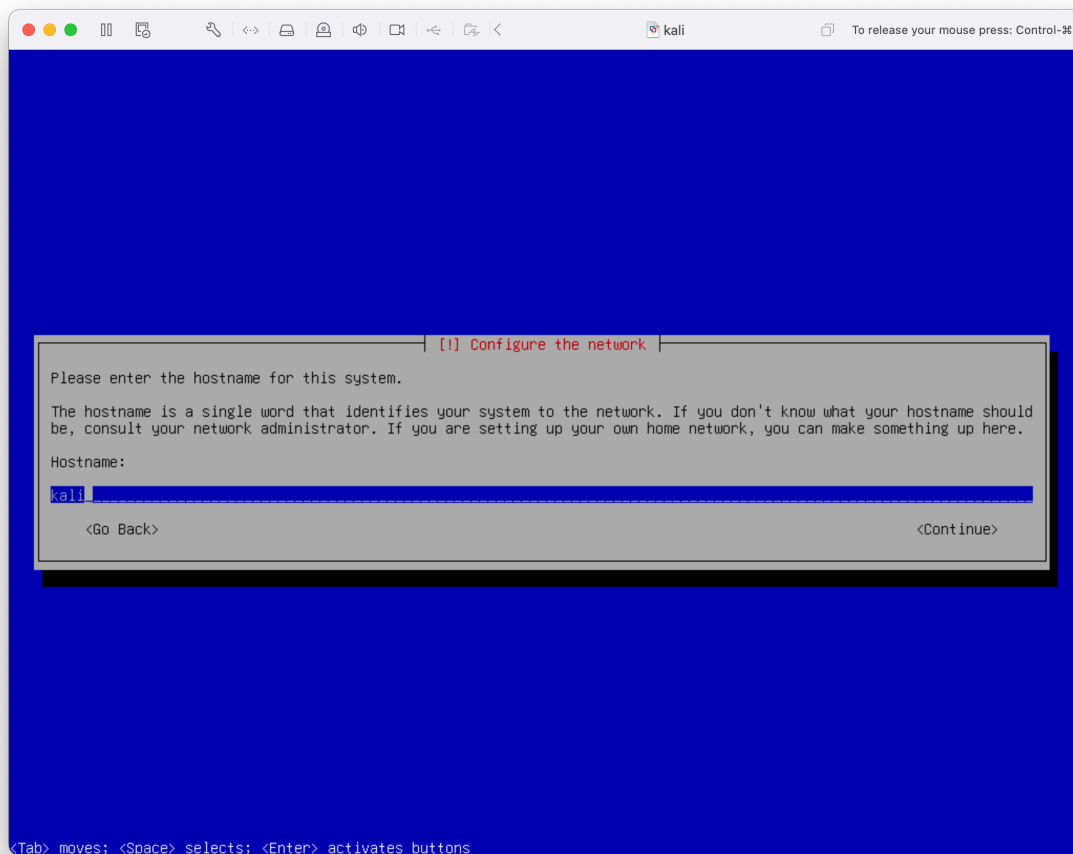 kali
To release your mouse press: Control-⌘
[!] Configure the network
Please enter the hostname for this system.
The hostname is a single word that identifies your system to the network. If you don't know what your hostname should
be, consult your network administrator. If you are setting up your own home network, you can make something up here.
Hostname:
kali
<Go Back> <Continue>
<Tab> moves; <Space> selects; <Enter> activates buttons